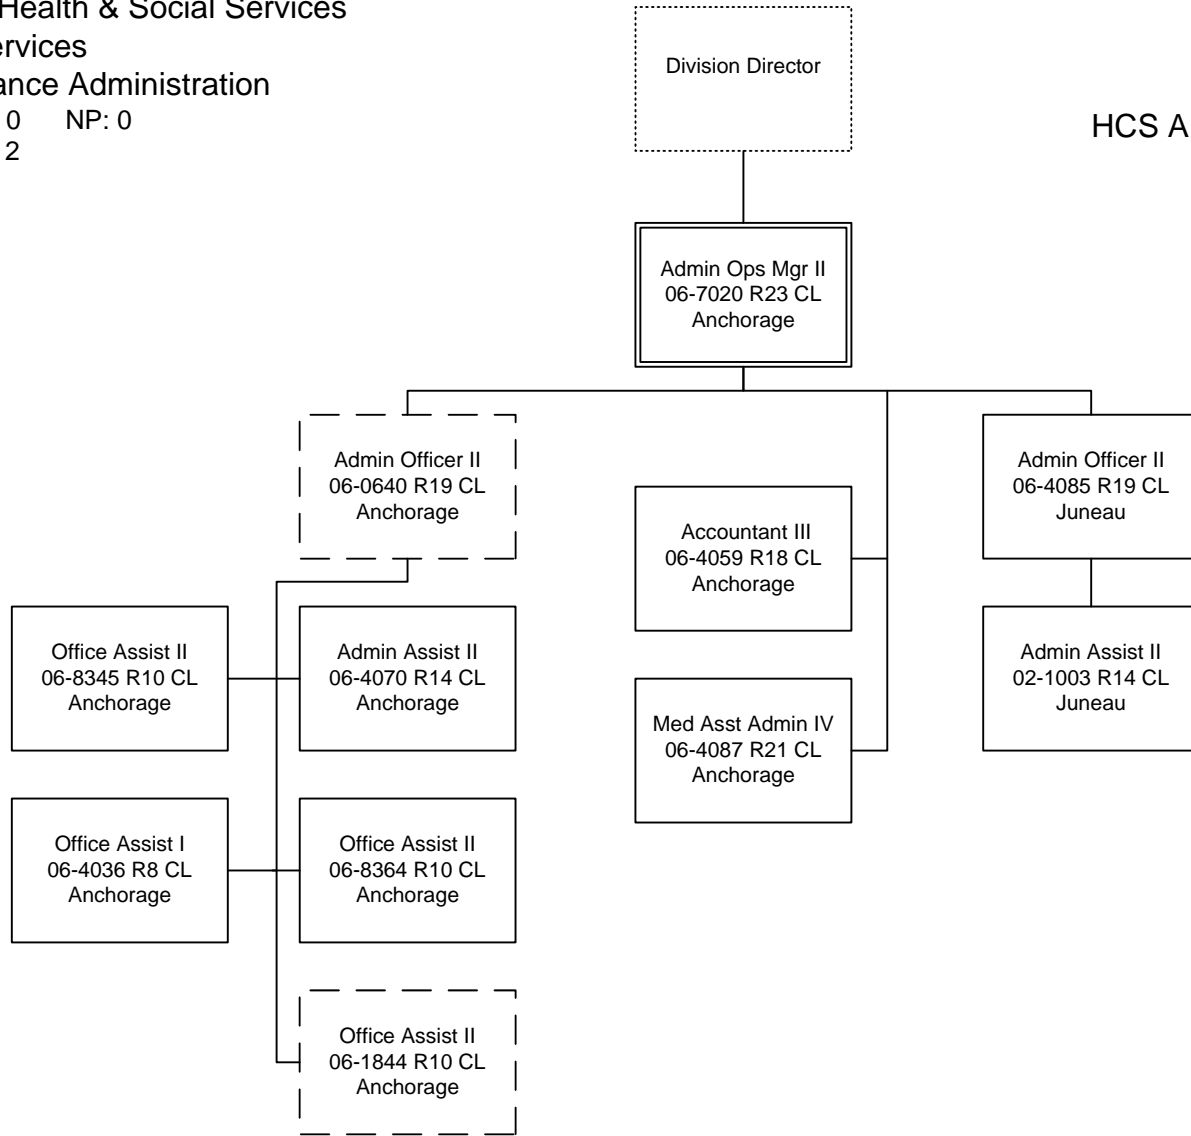 Health & Social Services
ervices
ance Administration
0 NP: 0
2
HCS A
Division Director
Admin Ops Mgr II
06-7020 R23 CL
Anchorage
Admin Officer II
06-0640 R19 CL
Anchorage
Accountant III
06-4059 R18 CL
Anchorage
Admin Officer II
06-4085 R19 CL
Juneau
Office Assist II
06-8345 R10 CL
Anchorage
Admin Assist II
06-4070 R14 CL
Anchorage
Med Asst Admin IV
06-4087 R21 CL
Anchorage
Admin Assist II
02-1003 R14 CL
Juneau
Office Assist I
06-4036 R8 CL
Anchorage
Office Assist II
06-8364 R10 CL
Anchorage
Office Assist II
06-1844 R10 CL
Anchorage